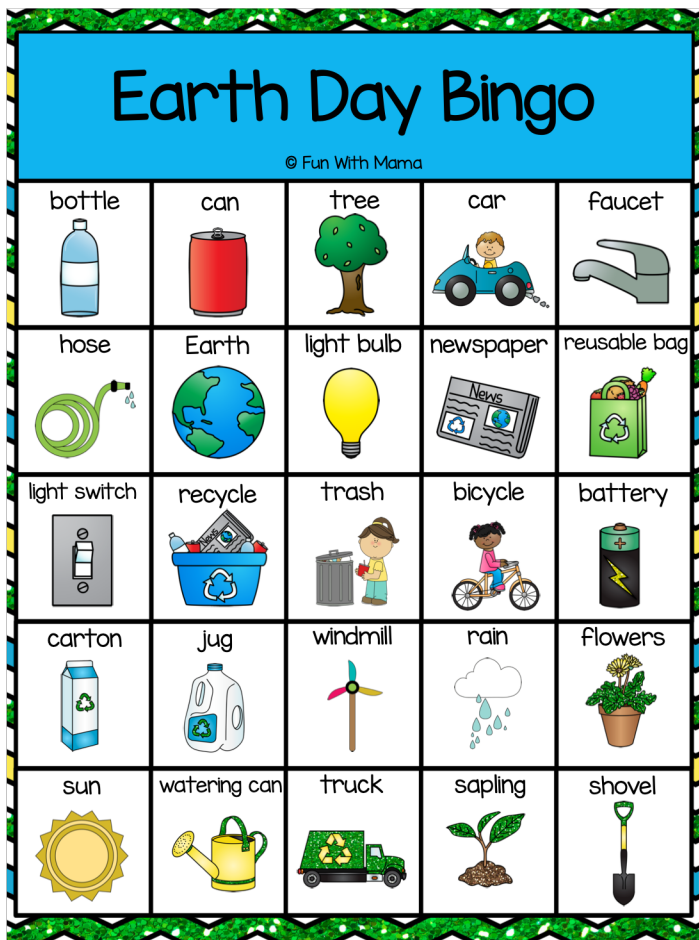 Earth Day Bingo
© Fun With Mama
bottle
can
tree
car
faucet
hose
Earth
light bulb
newspaper
News
reusable bag
light switch
recycle
News
trash
bicycle
battery
+
carton
jug
windmill
rain
flowers
sun
watering can
truck
sapling
shovel